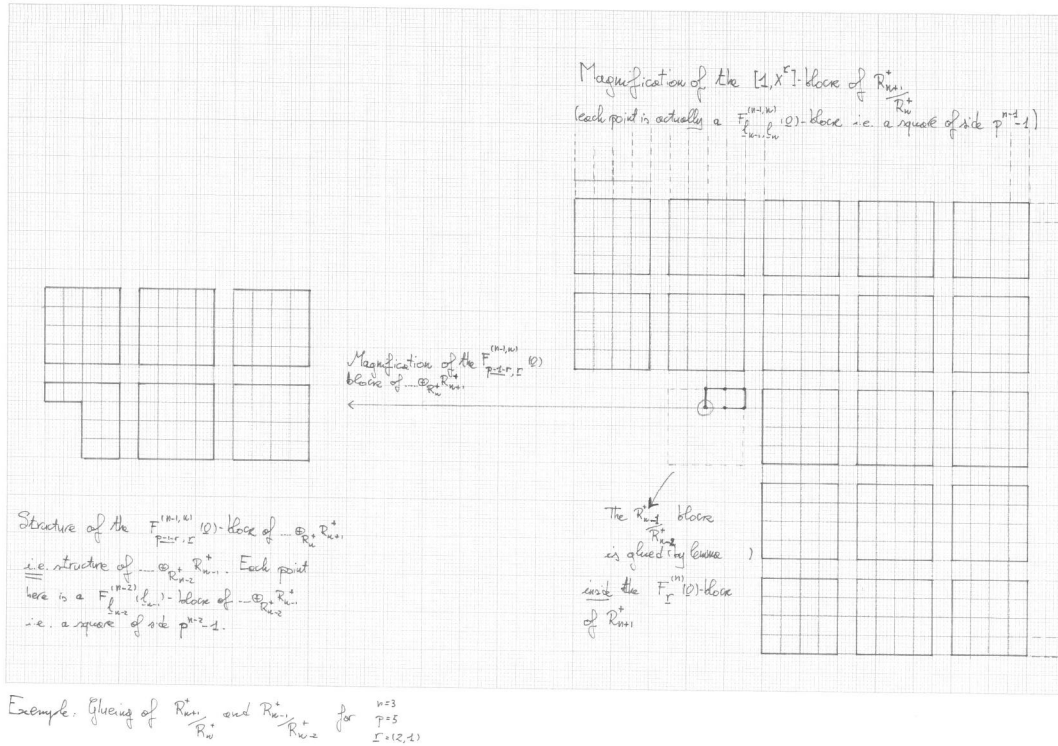 Magnification of the [1, X^r]-block of R^+_{n+1}/R^+_n
(each point is actually a F^{(n-1,n)}_{l_{n-1}, l_n}(0)-block i.e. a square of side p^{n-1}-1)
Magnification of the F^{(n-1,n)}_{p-1-r, r}(0)
block of ...⊕_{R^+_n} R^+_{n+1}
Structure of the F^{(n-1,n)}_{p-1-r, r}(0)-block of ...⊕_{R^+_n} R^+_{n+1}
i.e. structure of ...⊕_{R^+_{n-2}} R^+_{n-1}. Each point
here is a F^{(n-2)}_{l_{n-2}}(l_{n-1})-block of ...⊕_{R^+_{n-2}} R^+_{n-1}
i.e. a square of side p^{n-2}-1.
The R^+_{n-1}/R^+_{n-2} block
is glued (by lemma )
inside the F^{(n)}_r(0)-block
of R^+_{n+1}
Example: Glueing of R^+_{n+1}/R^+_n and R^+_{n-1}/R^+_{n-2} for n=3
p=5
r=(2,1)